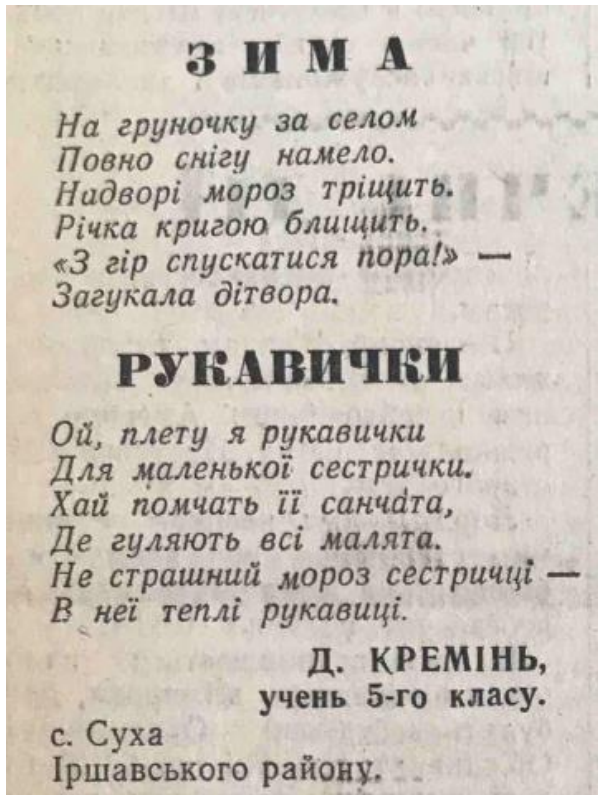 ЗИМА
На груночку за селом
Повно снігу намело.
Надворі мороз тріщить.
Річка кригою блищить.
«З гір спускатися пора!» —
Загукала дітвора.
РУКАВИЧКИ
Ой, плету я рукавички
Для маленької сестрички.
Хай помчать її санчата,
Де гуляють всі малята.
Не страшний мороз сестричці —
В неї теплі рукавиці.
Д. КРЕМІНЬ,
учень 5-го класу.
с. Суха
Іршавського району.